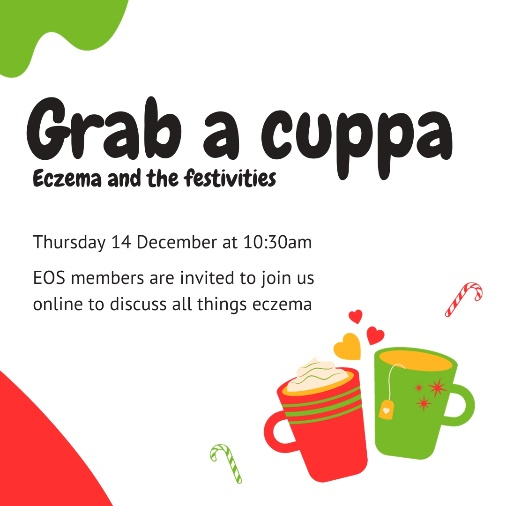 Grab a cuppa
Eczema and the festivities
Thursday 14 December at 10:30am
EOS members are invited to join us
online to discuss all things eczema